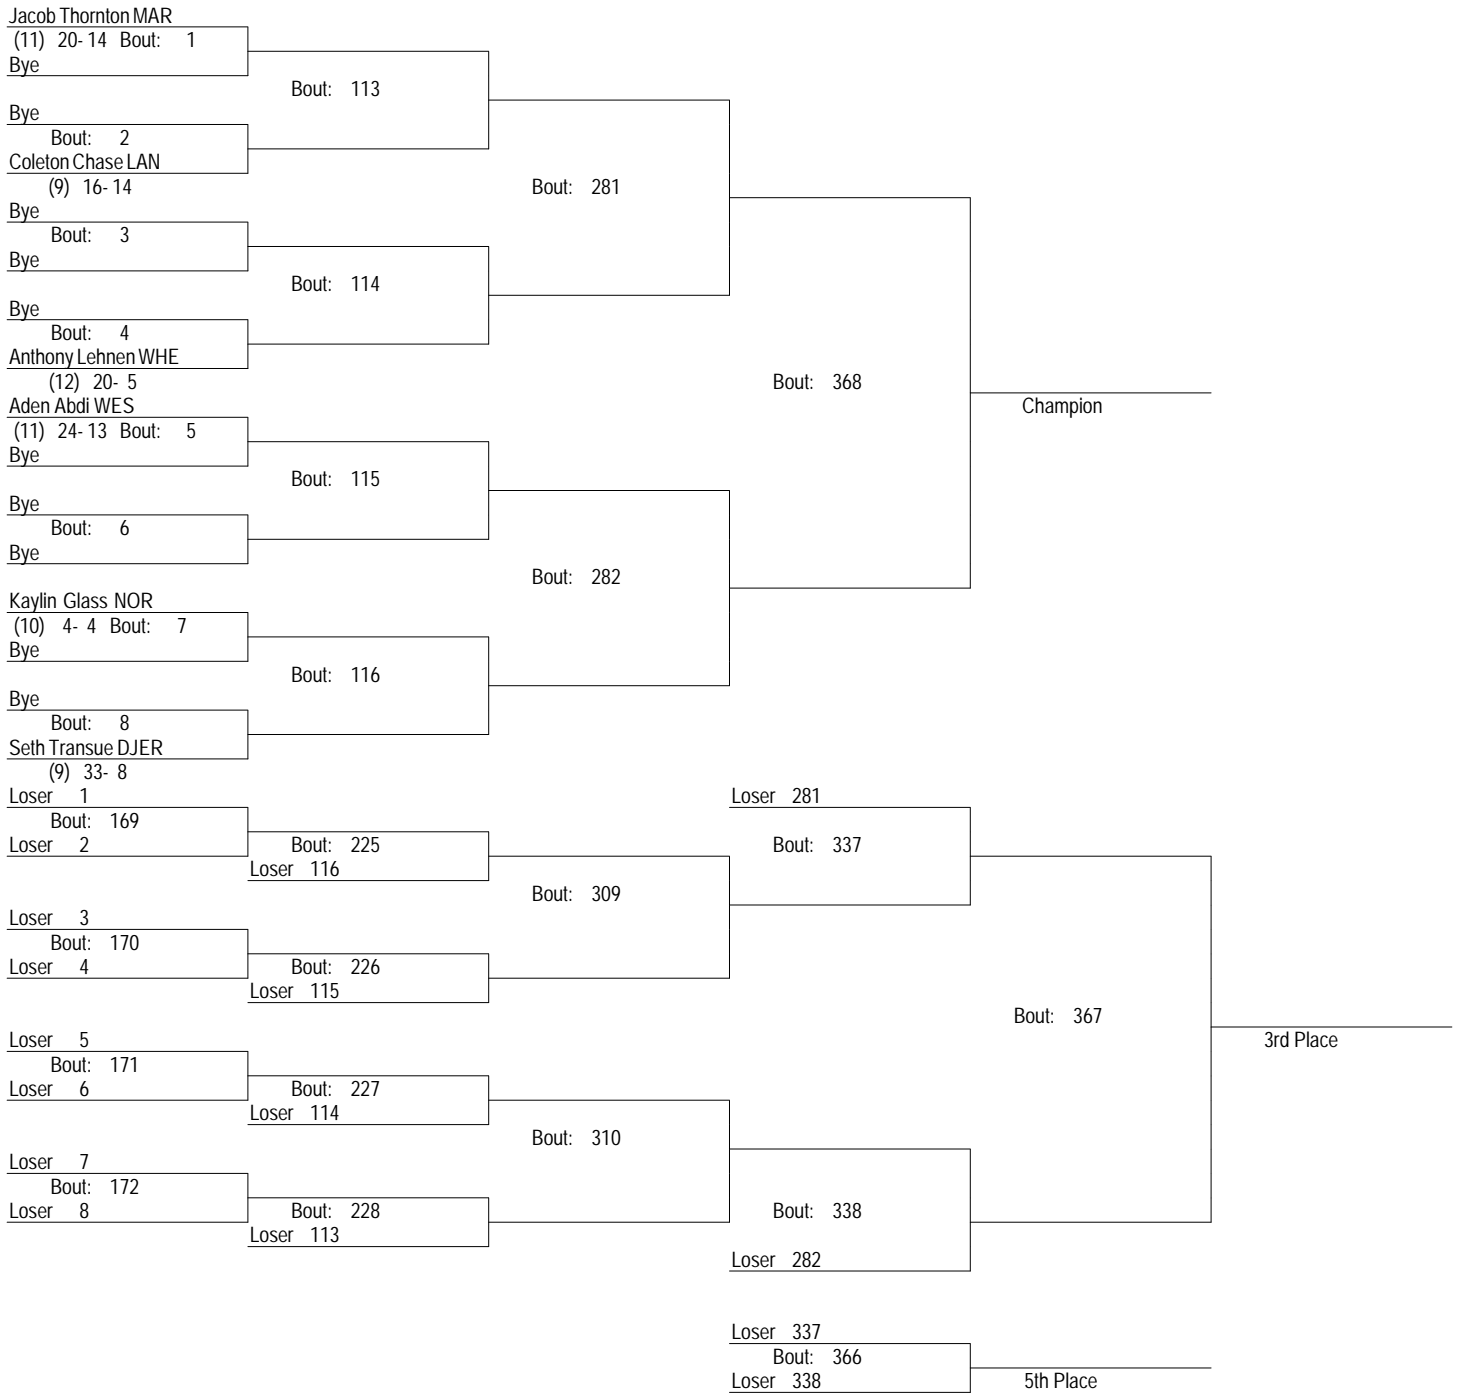 Jacob Thornton MAR
(11) 20- 14 Bout: 1
Bye
Bout: 113
Bye
Bout: 2
Coleton Chase LAN
(9) 16- 14
Bout: 281
Bye
Bout: 3
Bye
Bout: 114
Bye
Bout: 4
Anthony Lehnen WHE
(12) 20- 5
Bout: 368
Aden Abdi WES
Champion
(11) 24- 13 Bout: 5
Bye
Bout: 115
Bye
Bout: 6
Bye
Bout: 282
Kaylin Glass NOR
(10) 4- 4 Bout: 7
Bye
Bout: 116
Bye
Bout: 8
Seth Transue DJER
(9) 33- 8
Loser 1
Loser 281
Bout: 169
Loser 2
Bout: 225
Bout: 337
Loser 116
Bout: 309
Loser 3
Bout: 170
Loser 4
Bout: 226
Loser 115
Bout: 367
Loser 5
3rd Place
Bout: 171
Loser 6
Bout: 227
Loser 114
Bout: 310
Loser 7
Bout: 172
Loser 8
Bout: 228
Bout: 338
Loser 113
Loser 282
Loser 337
Bout: 366
Loser 338
5th Place